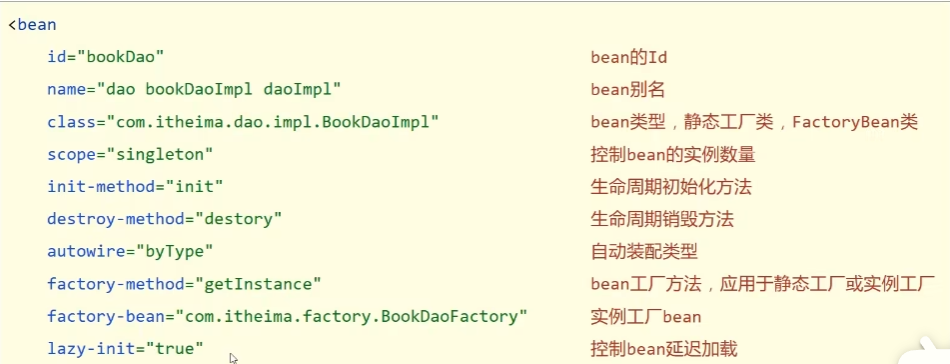 <bean
id="bookDao" bean的Id
name="dao bookDaoImpl daoImpl" bean别名
class="com.itheima.dao.impl.BookDaoImpl" bean类型，静态工厂类，FactoryBean类
scope="singleton" 控制bean的实例数量
init-method="init" 生命周期初始化方法
destroy-method="destory" 生命周期销毁方法
autowire="byType" 自动装配类型
factory-method="getInstance" bean工厂方法，应用于静态工厂或实例工厂
factory-bean="com.itheima.factory.BookDaoFactory" 实例工厂bean
lazy-init="true" 控制bean延迟加载